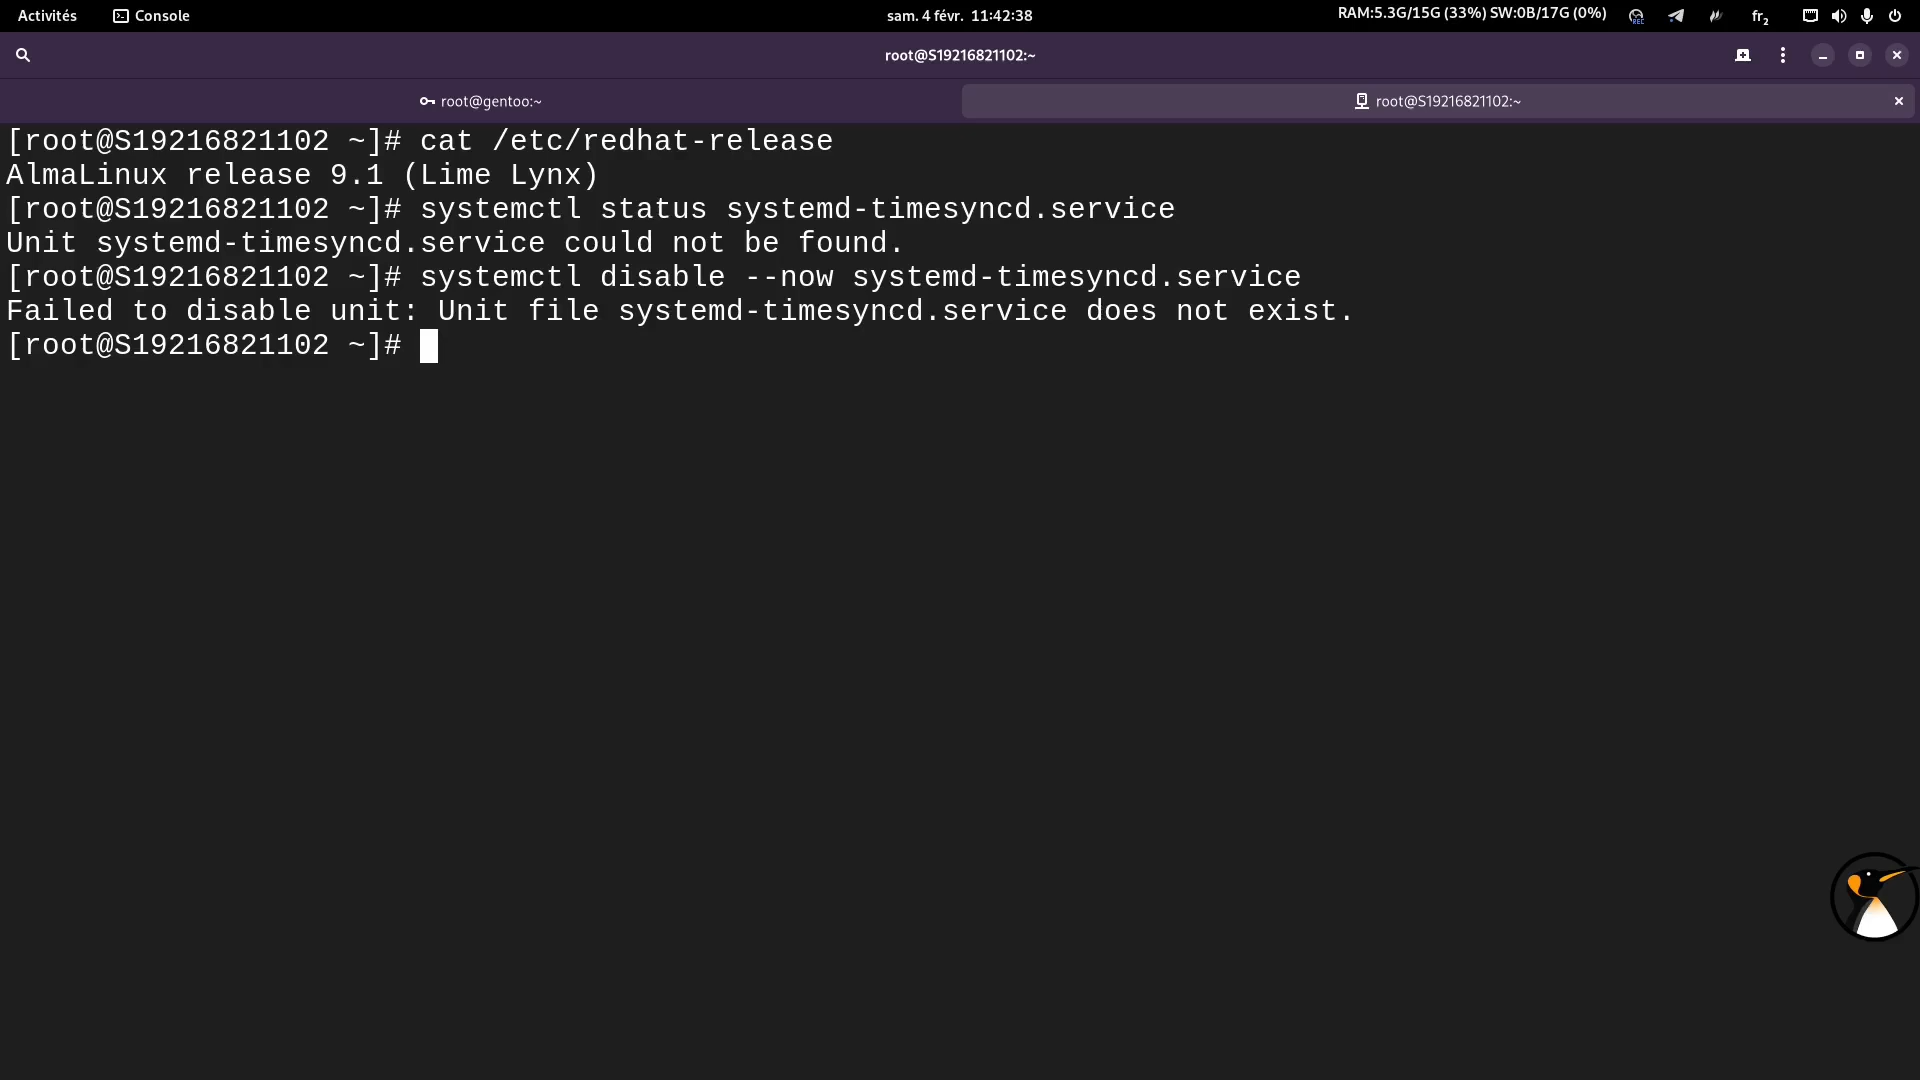 Activités Console sam. 4 févr. 11:42:38 RAM:5.3G/15G (33%) SW:0B/17G (0%) REC fr2
root@S19216821102:~
root@gentoo:~ root@S19216821102:~
[root@S19216821102 ~]# cat /etc/redhat-release
AlmaLinux release 9.1 (Lime Lynx)
[root@S19216821102 ~]# systemctl status systemd-timesyncd.service
Unit systemd-timesyncd.service could not be found.
[root@S19216821102 ~]# systemctl disable --now systemd-timesyncd.service
Failed to disable unit: Unit file systemd-timesyncd.service does not exist.
[root@S19216821102 ~]#